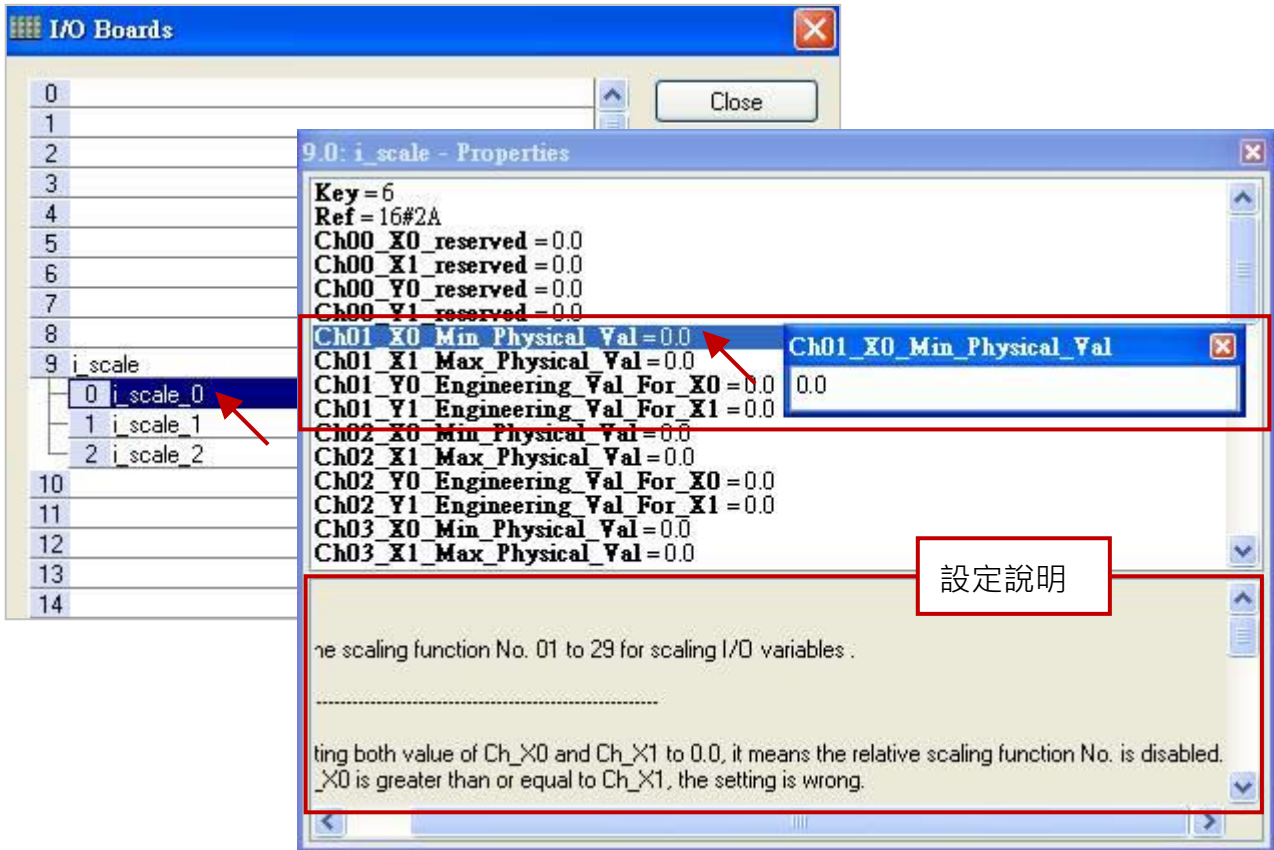 I/O Boards
Close
0
1
2
3
4
5
6
7
8
9 i_scale
0 i_scale_0
1 i_scale_1
2 i_scale_2
10
11
12
13
14
9.0: i_scale - Properties
Key = 6
Ref = 16#2A
Ch00_X0_reserved = 0.0
Ch00_X1_reserved = 0.0
Ch00_Y0_reserved = 0.0
Ch00_Y1_reserved = 0.0
Ch01_X0_Min_Physical_Val = 0.0
Ch01_X1_Max_Physical_Val = 0.0
Ch01_Y0_Engineering_Val_For_X0 = 0.0
Ch01_Y1_Engineering_Val_For_X1 = 0.0
Ch02_X0_Min_Physical_Val = 0.0
Ch02_X1_Max_Physical_Val = 0.0
Ch02_Y0_Engineering_Val_For_X0 = 0.0
Ch02_Y1_Engineering_Val_For_X1 = 0.0
Ch03_X0_Min_Physical_Val = 0.0
Ch03_X1_Max_Physical_Val = 0.0
Ch01_X0_Min_Physical_Val
0.0
設定說明
he scaling function No. 01 to 29 for scaling I/O variables .
---------------------------------------------------------
ting both value of Ch_X0 and Ch_X1 to 0.0, it means the relative scaling function No. is disabled.
_X0 is greater than or equal to Ch_X1, the setting is wrong.